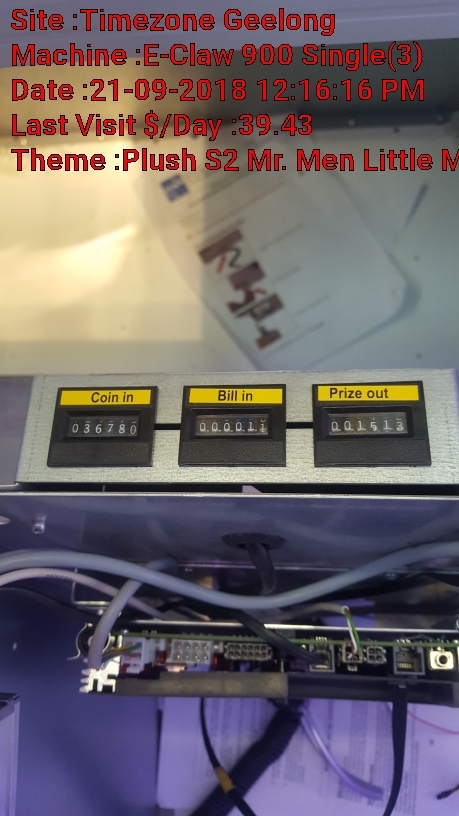 Site :Timezone Geelong
Machine :E-Claw 900 Single(3)
Date :21-09-2018 12:16:16 PM
Last Visit $/Day :39.43
Theme :Plush S2 Mr. Men Little M
Coin in
Bill in
Prize out
036780
001513